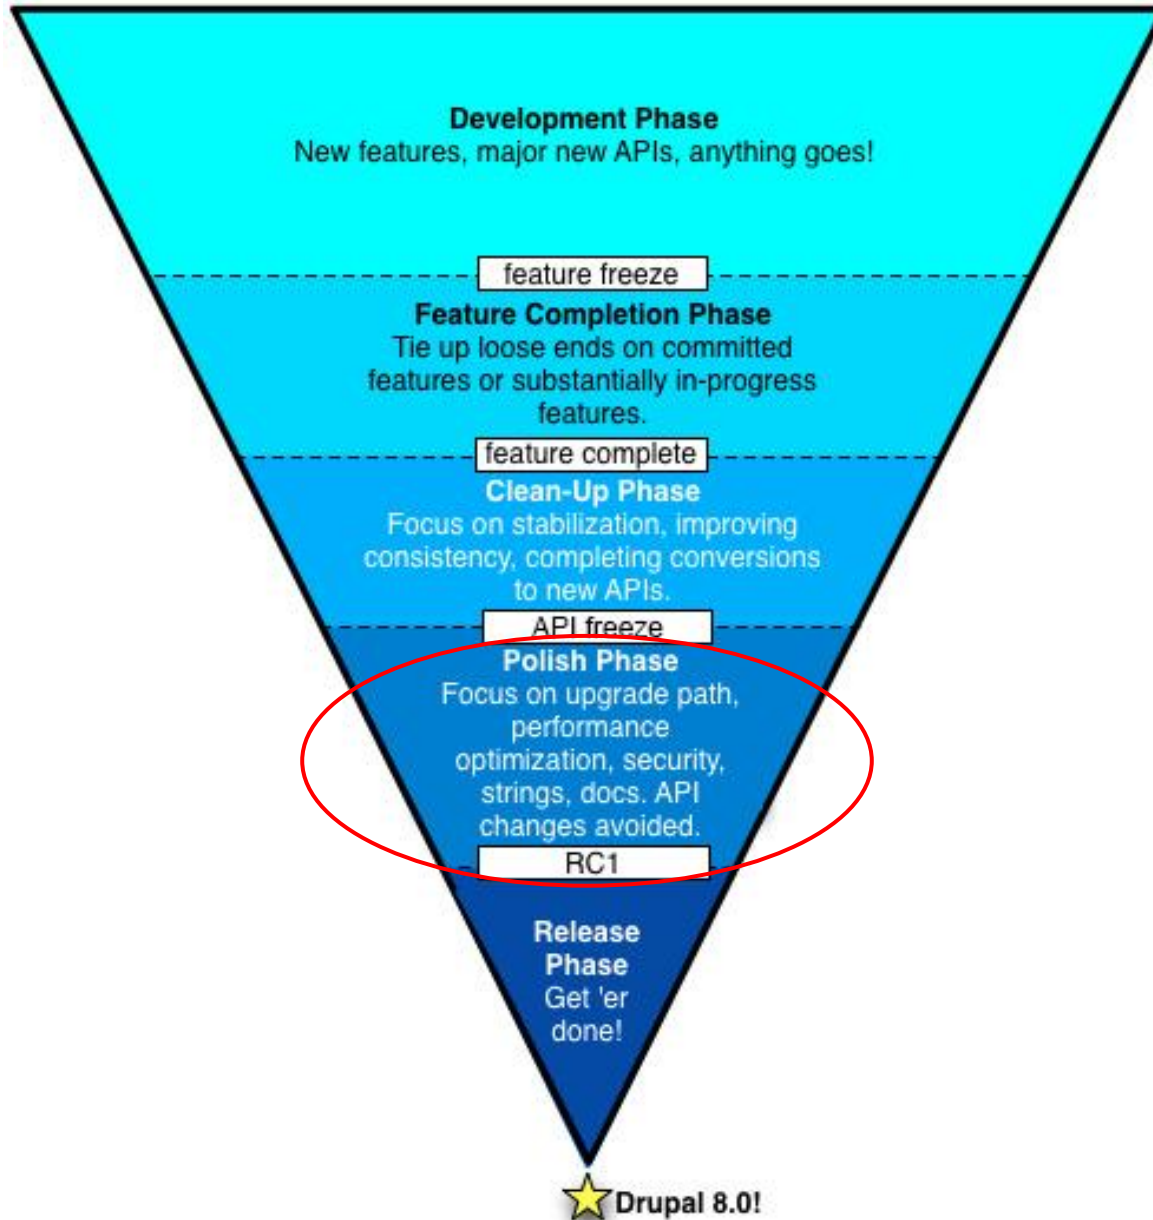 Development Phase
New features, major new APIs, anything goes!
feature freeze
Feature Completion Phase
Tie up loose ends on committed
features or substantially in-progress
features.
feature complete
Clean-Up Phase
Focus on stabilization, improving
consistency, completing conversions
to new APIs.
API freeze
Polish Phase
Focus on upgrade path,
performance
optimization, security,
strings, docs. API
changes avoided.
RC1
Release
Phase
Get 'er
done!
Drupal 8.0!